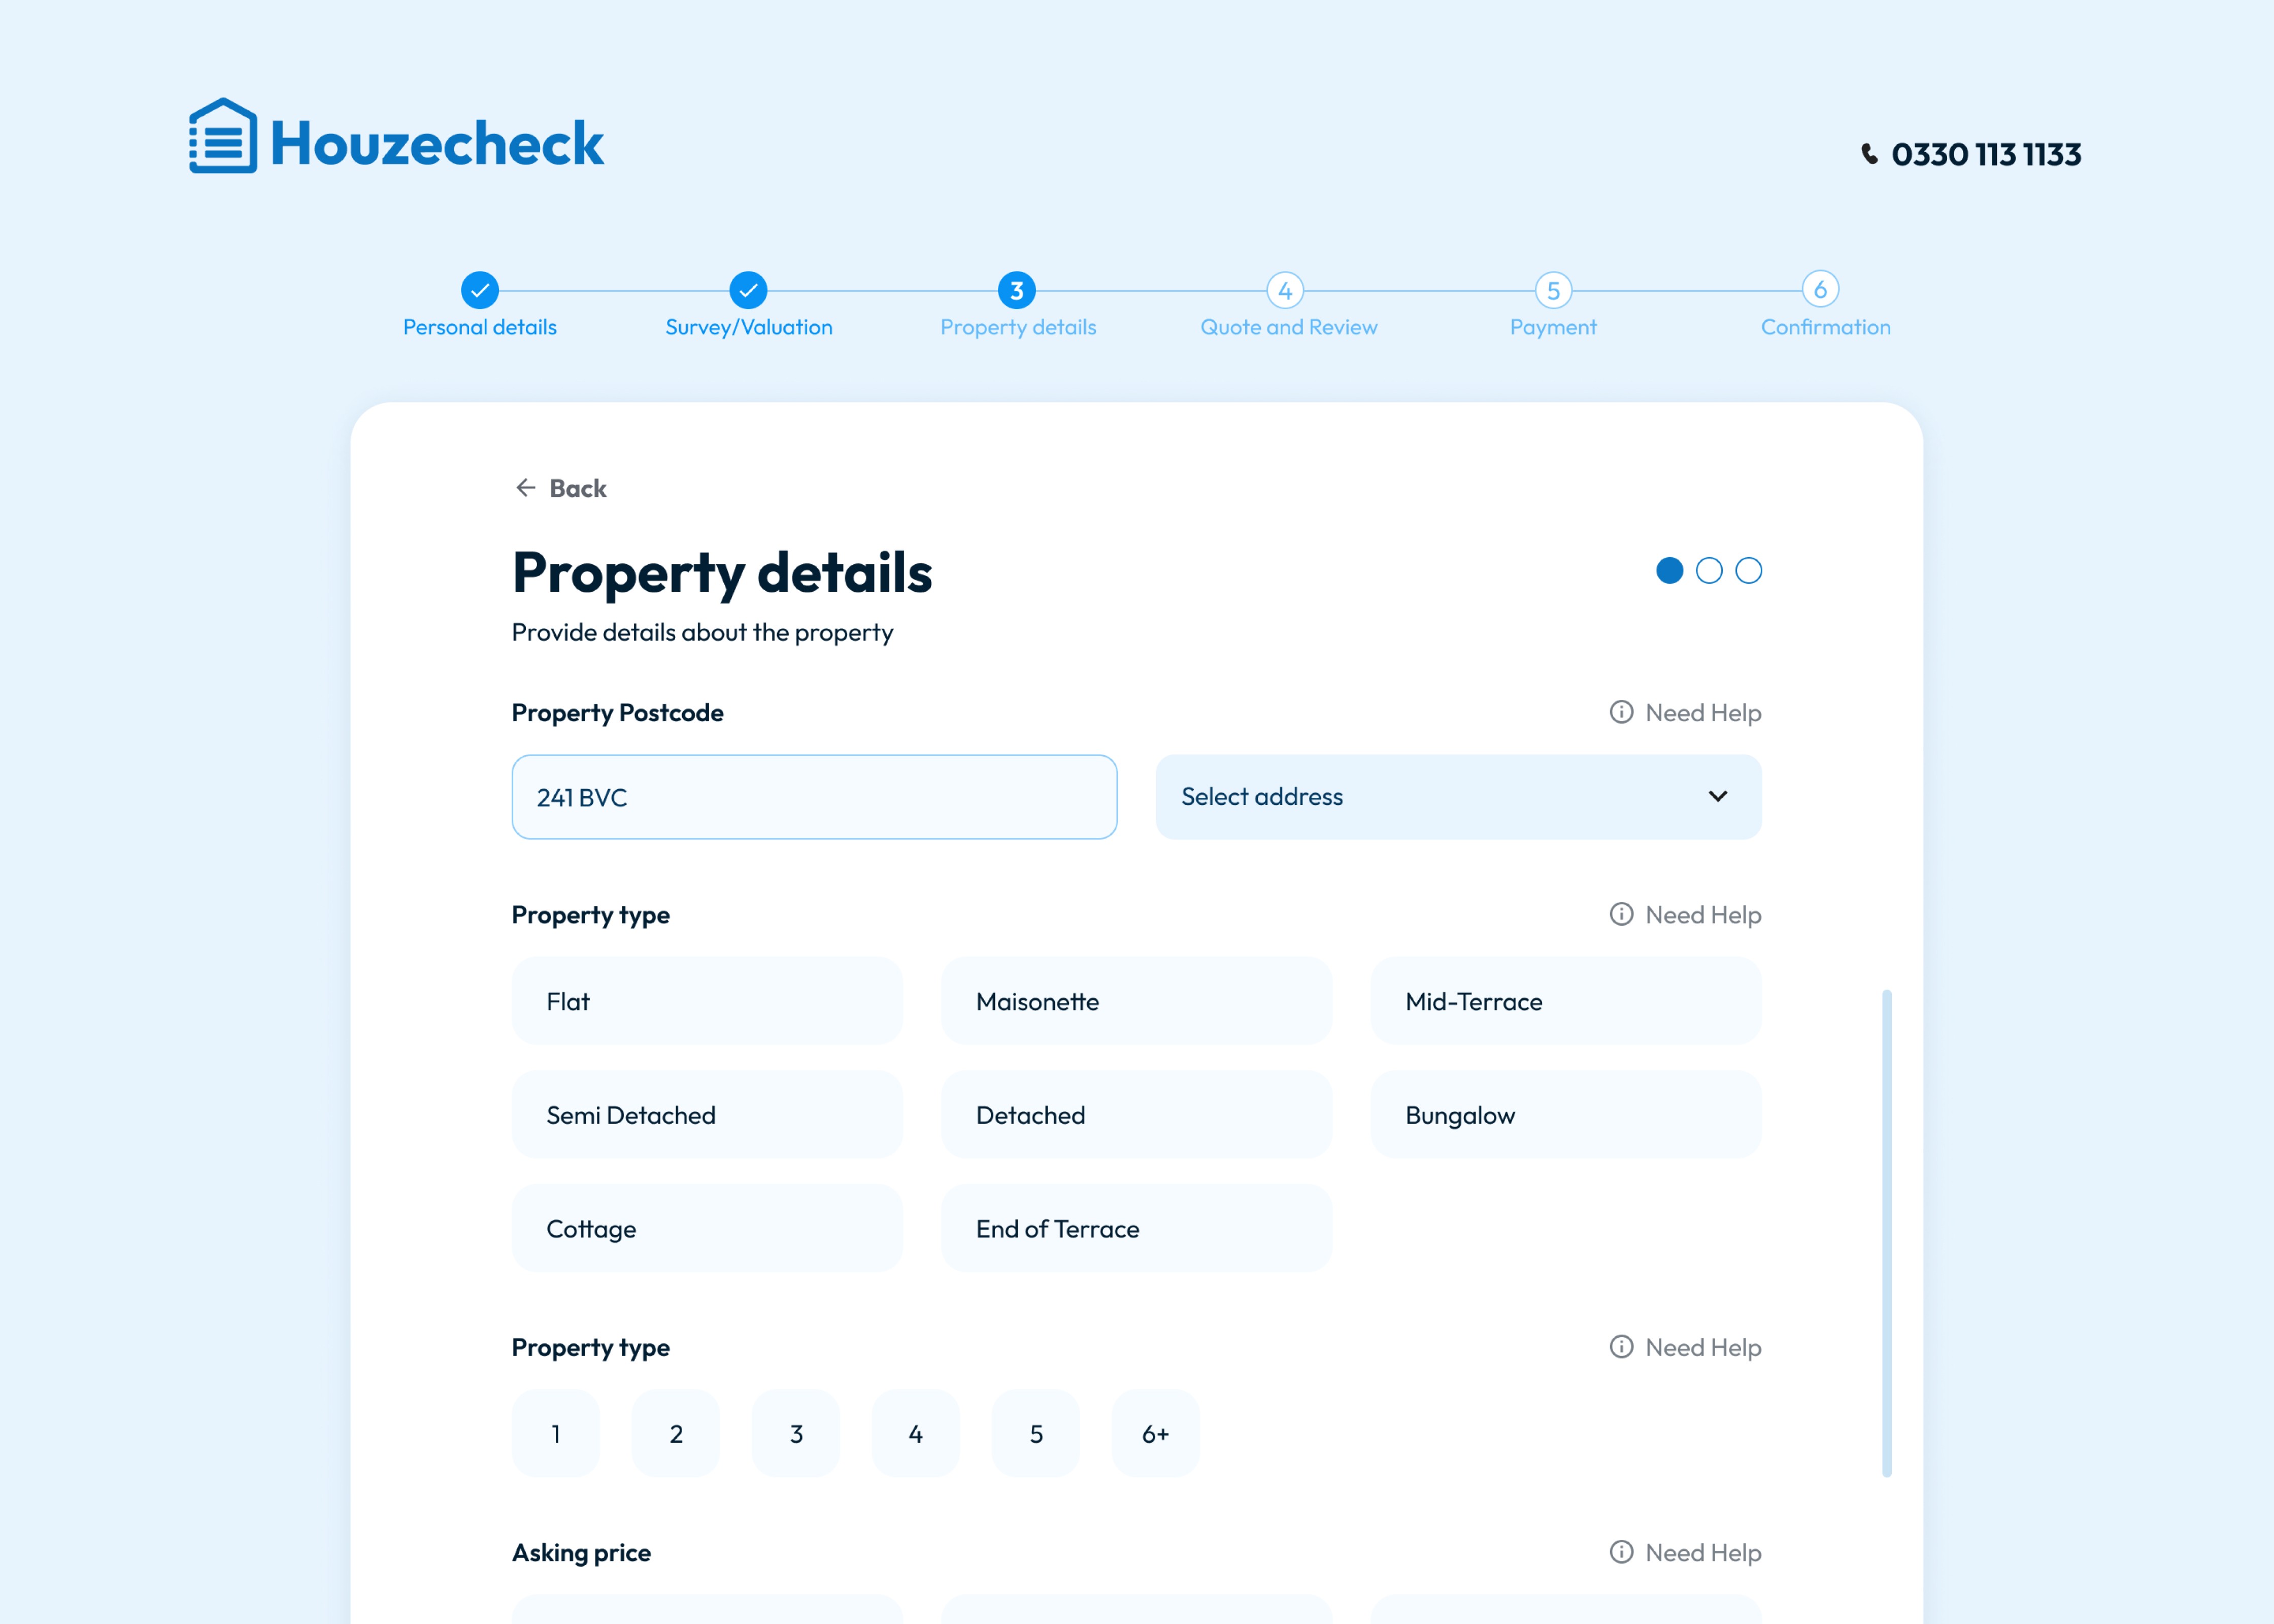 Houzecheck
0330 113 1133
3
4
5
6
Personal details
Survey/Valuation
Property details
Quote and Review
Payment
Confirmation
Back
Property details
Provide details about the property
Property Postcode
Need Help
241 BVC
Select address
Property type
Need Help
Flat
Maisonette
Mid-Terrace
Semi Detached
Detached
Bungalow
Cottage
End of Terrace
Property type
Need Help
1
2
3
4
5
6+
Asking price
Need Help